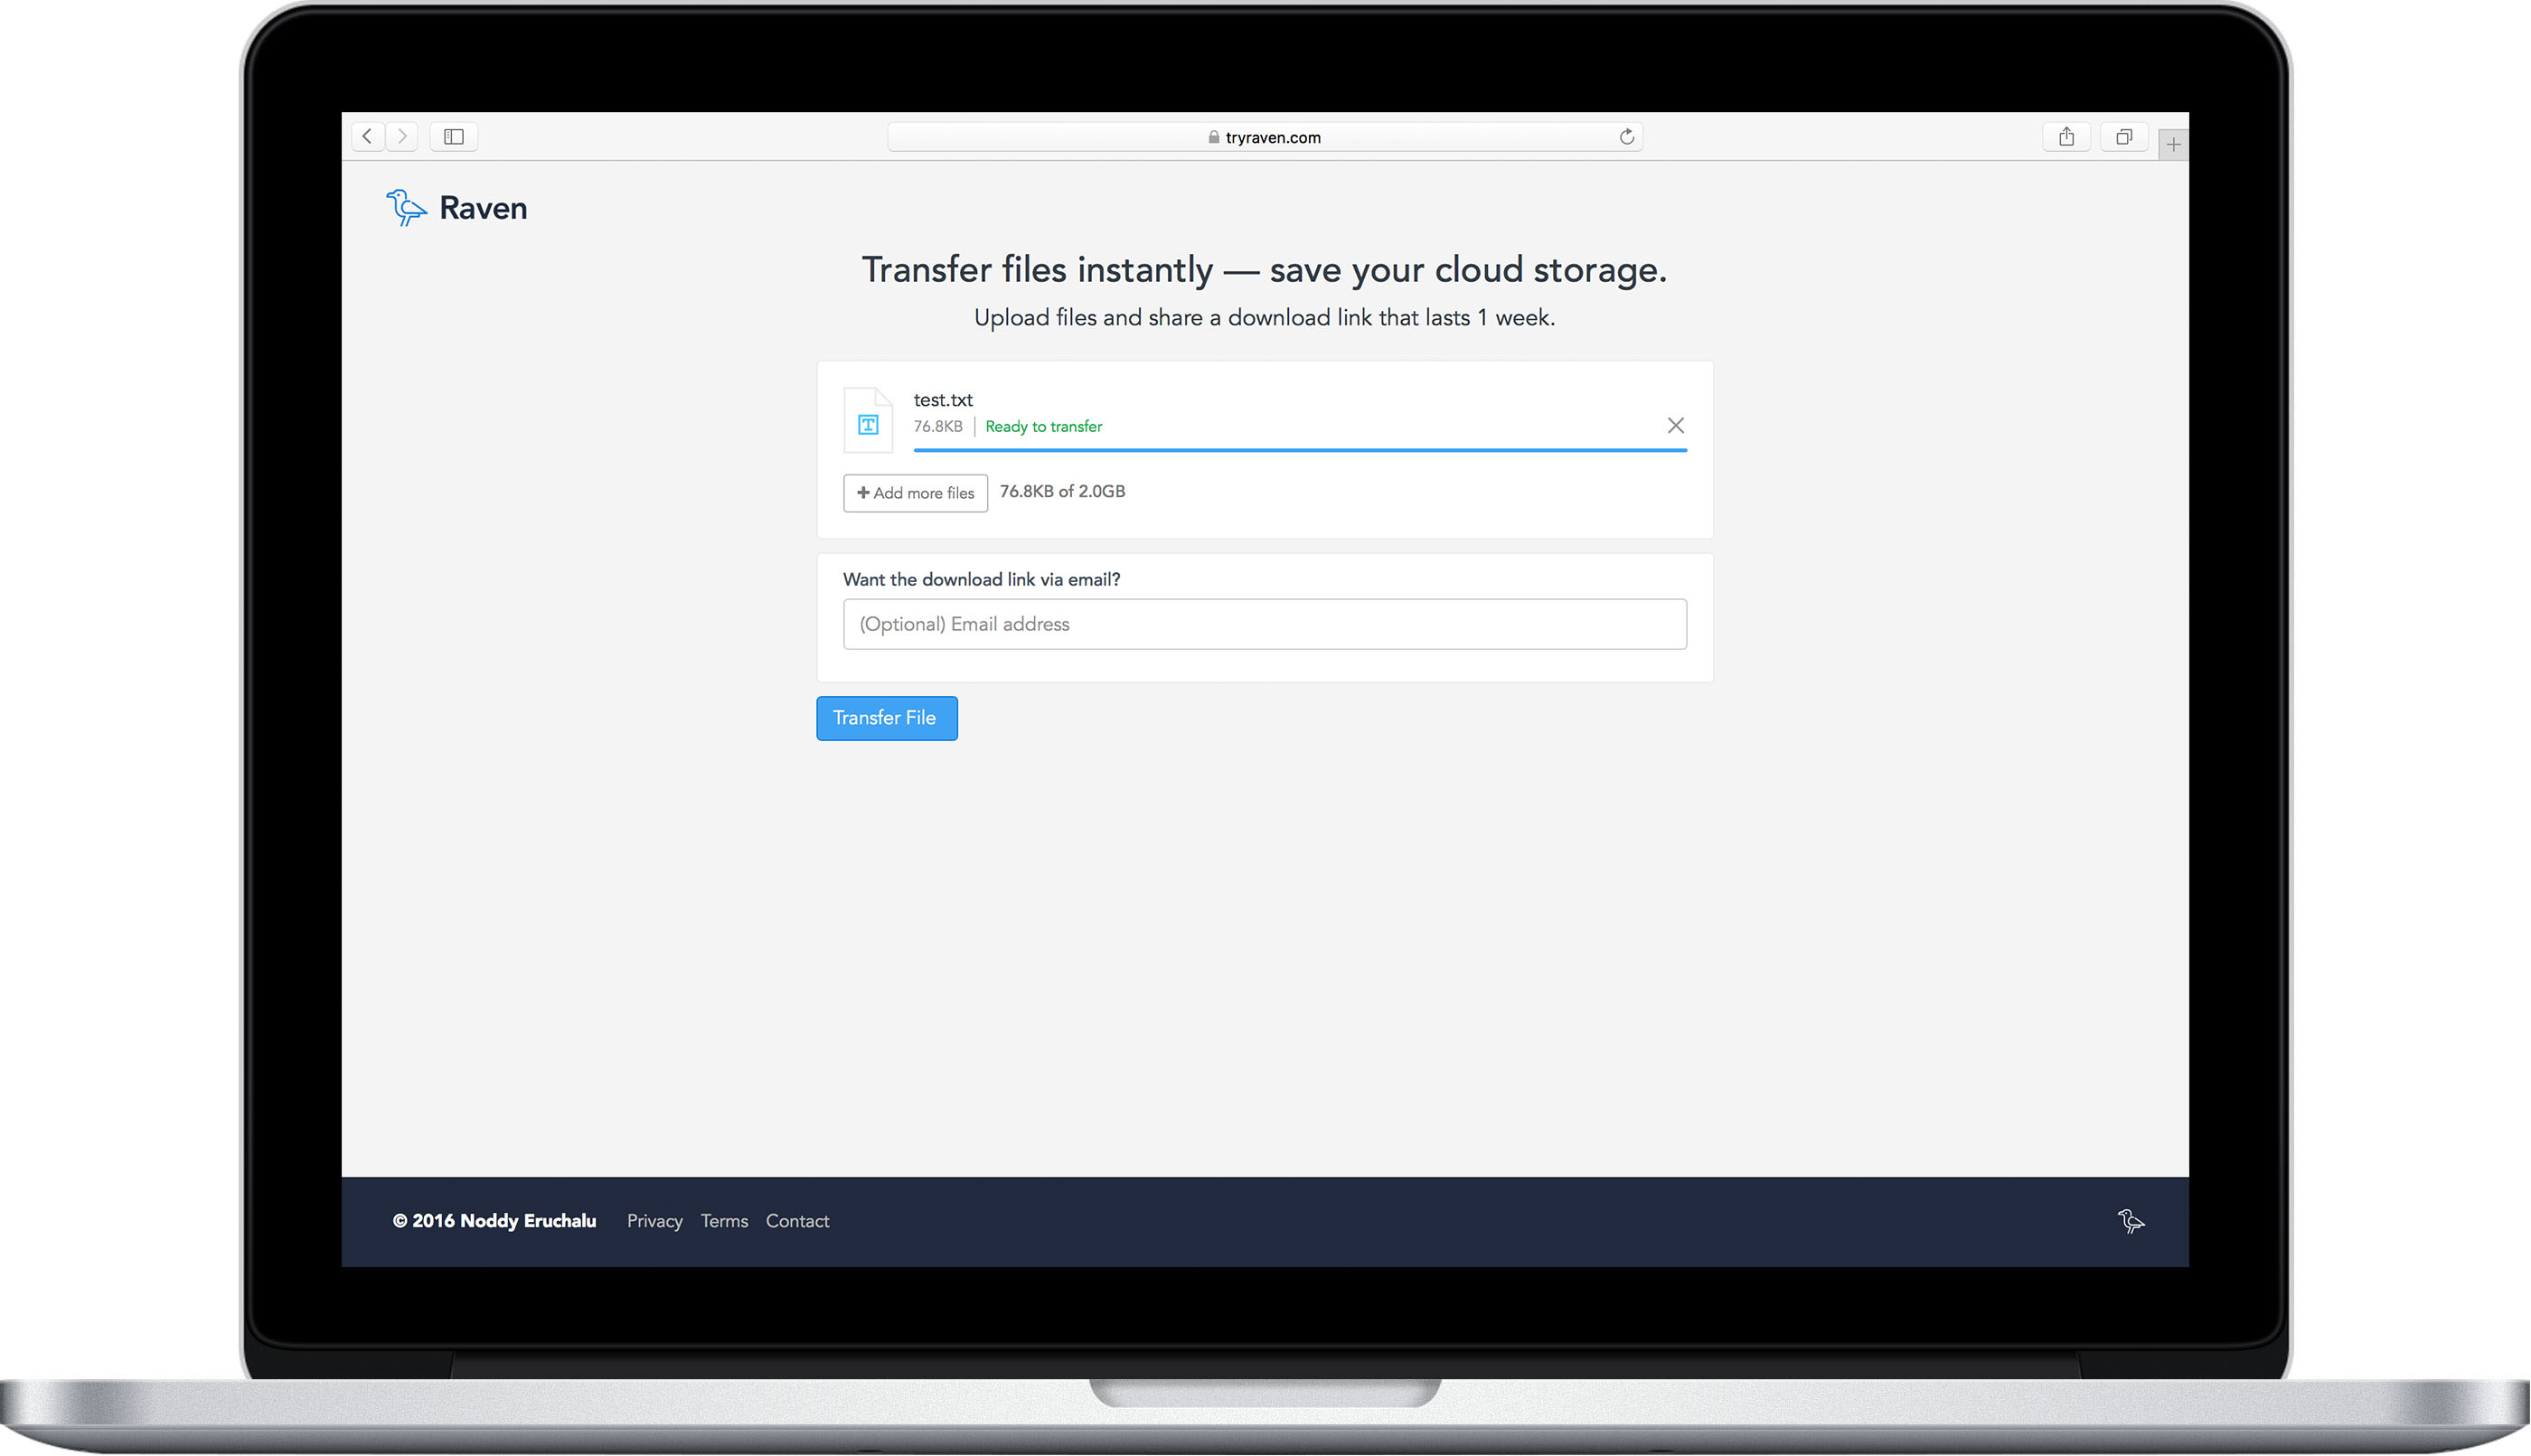 tryraven.com
Raven
Transfer files instantly — save your cloud storage.
Upload files and share a download link that lasts 1 week.
test.txt
76.8KB | Ready to transfer
+ Add more files 76.8KB of 2.0GB
Want the download link via email?
(Optional) Email address
Transfer File
© 2016 Noddy Eruchalu Privacy Terms Contact